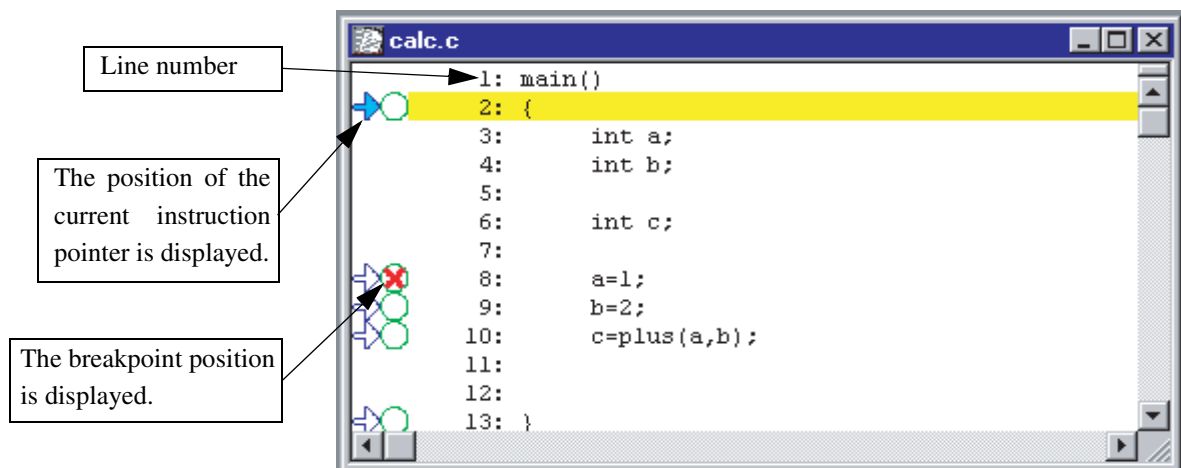 calc.c
Line number
1: main()
2: {
3: int a;
4: int b;
5:
6: int c;
7:
8: a=1;
9: b=2;
10: c=plus(a,b);
11:
12:
13: }
The position of the
current instruction
pointer is displayed.
The breakpoint position
is displayed.